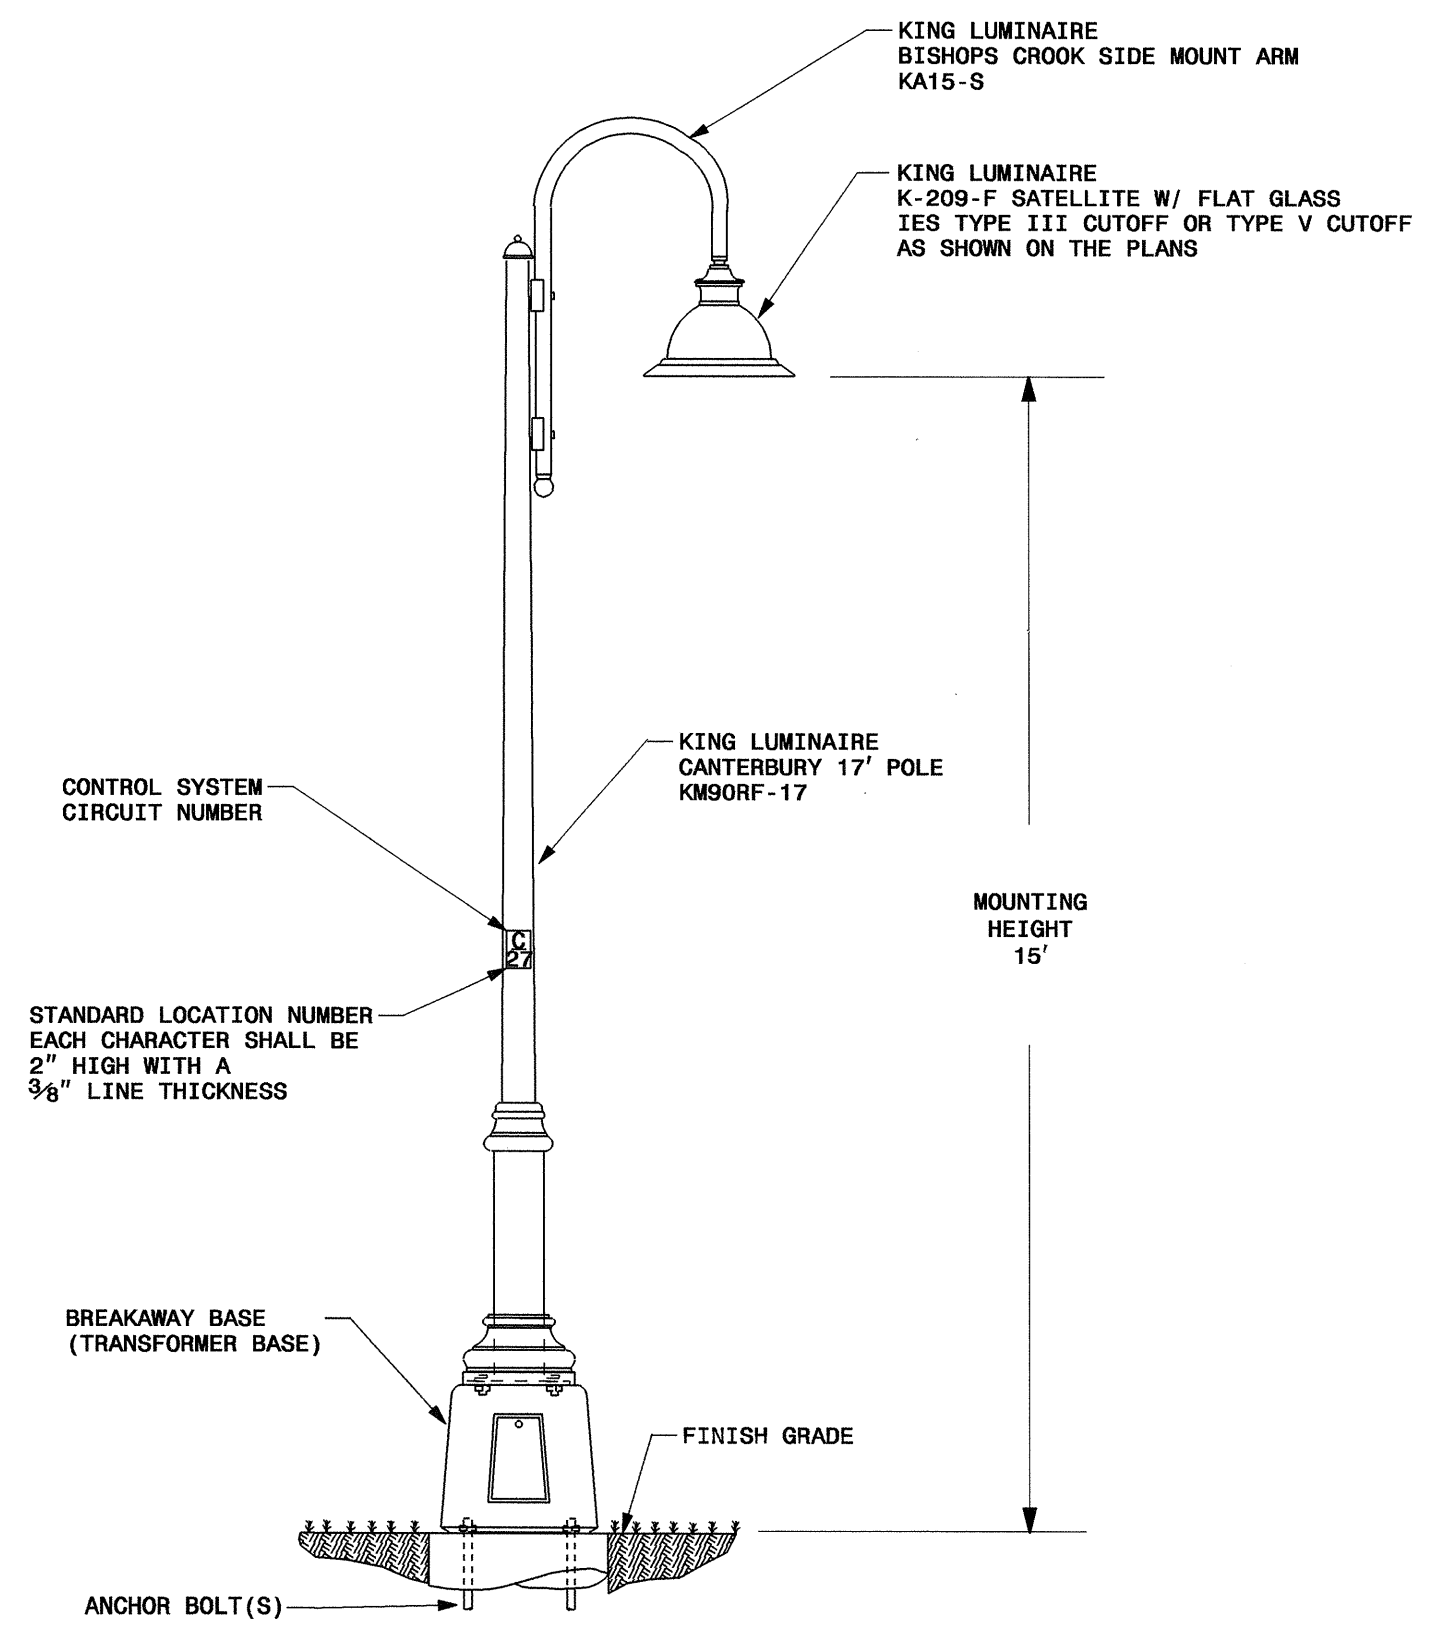 KING LUMINAIRE
BISHOPS CROOK SIDE MOUNT ARM
KA15-S
KING LUMINAIRE
K-209-F SATELLITE W/ FLAT GLASS
IES TYPE III CUTOFF OR TYPE V CUTOFF
AS SHOWN ON THE PLANS
KING LUMINAIRE
CANTERBURY 17' POLE
KM90RF-17
CONTROL SYSTEM
CIRCUIT NUMBER
MOUNTING
HEIGHT
15'
C
27
STANDARD LOCATION NUMBER
EACH CHARACTER SHALL BE
2" HIGH WITH A
3/8" LINE THICKNESS
BREAKAWAY BASE
(TRANSFORMER BASE)
FINISH GRADE
ANCHOR BOLT(S)